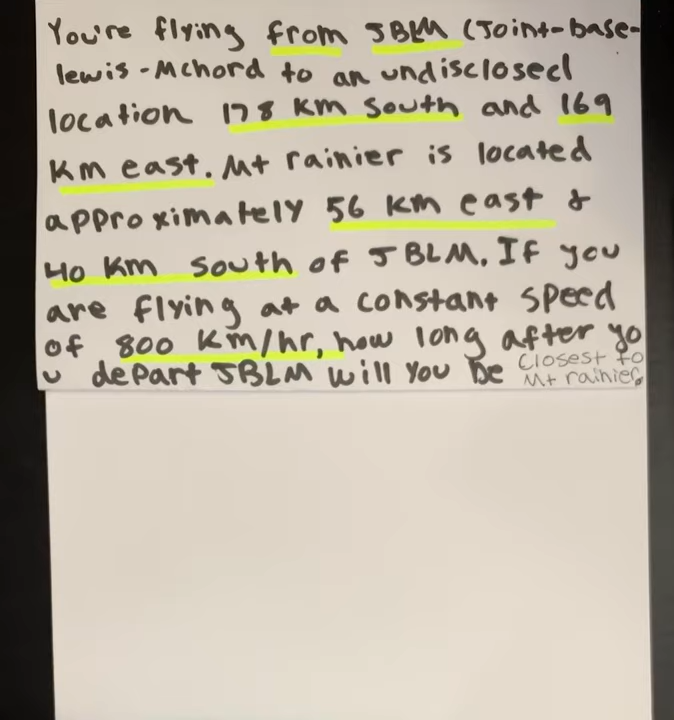 You're flying from JBLM (Joint-base-
lewis-Mchord to an undisclosed
location 178 Km south and 169
Km east. Mt rainier is located
approximately 56 km east &
40 Km south of JBLM. If you
are flying at a constant speed
of 800 Km/hr, how long after yo
u depart JBLM will you be closest to
Mt rainier.